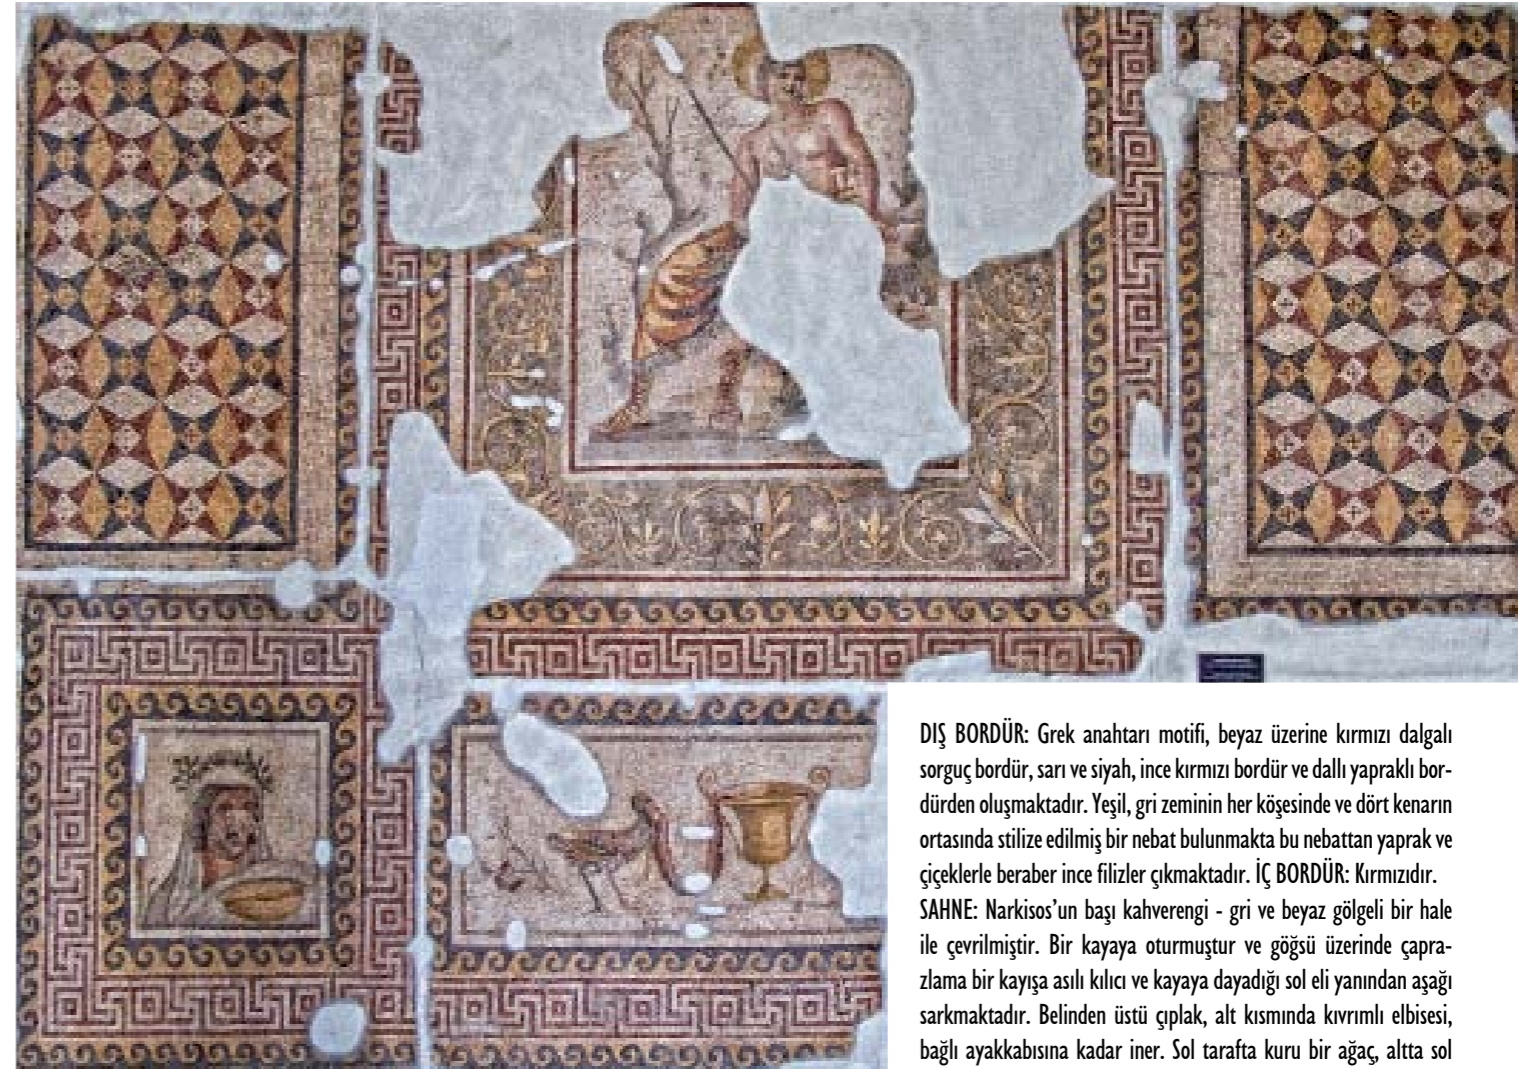 DIŞ BORDÜR: Grek anahtarı motifi, beyaz üzerine kırmızı dalgalı
sorguç bordür, sarı ve siyah, ince kırmızı bordür ve dallı yapraklı bor-
dürden oluşmaktadır. Yeşil, gri zeminin her köşesinde ve dört kenarın
ortasında stilize edilmiş bir nebat bulunmakta bu nebattan yaprak ve
çiçeklerle beraber ince filizler çıkmaktadır. İÇ BORDÜR: Kırmızıdır.
SAHNE: Narkisos'un başı kahverengi - gri ve beyaz gölgeli bir hale
ile çevrilmiştir. Bir kayaya oturmuştur ve göğsü üzerinde çapra-
zlama bir kayışa asılı kılıcı ve kayaya dayadığı sol eli yanından aşağı
sarkmaktadır. Belinden üstü çıplak, alt kısmında kıvrımlı elbisesi,
bağlı ayakkabısına kadar iner. Sol tarafta kuru bir ağaç, altta sol